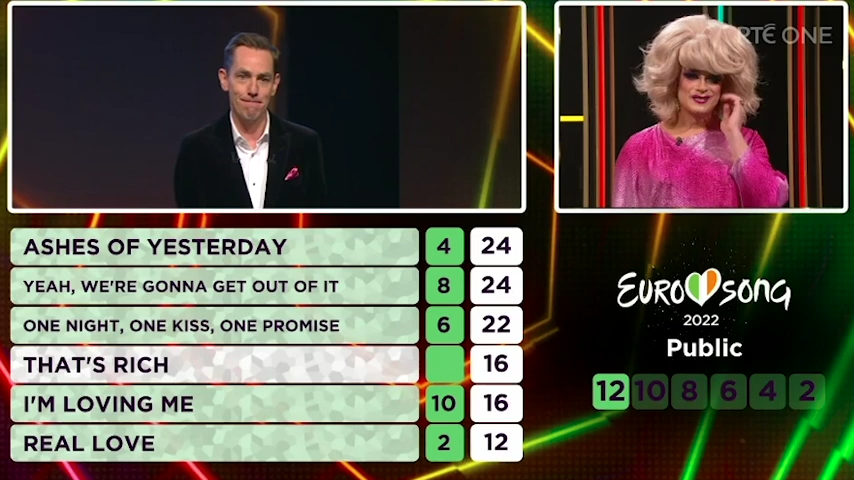 RTÉ ONE
ASHES OF YESTERDAY 4 24
YEAH, WE'RE GONNA GET OUT OF IT 8 24
ONE NIGHT, ONE KISS, ONE PROMISE 6 22
THAT'S RICH 16
I'M LOVING ME 10 16
REAL LOVE 2 12
EUROSONG
2022
Public
12 10 8 6 4 2